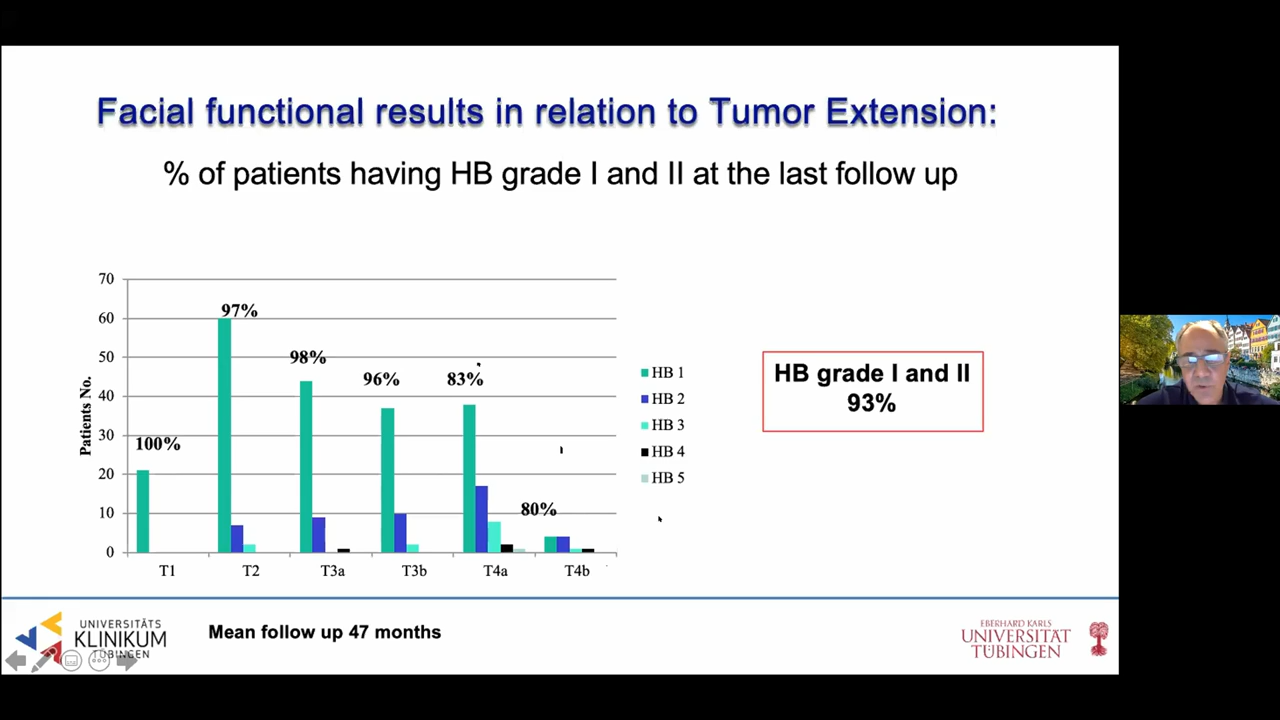 Facial functional results in relation to Tumor Extension:
% of patients having HB grade I and II at the last follow up
Patients No.
70
60
50
40
30
20
10
0
100%
97%
98%
96%
83%
80%
T1
T2
T3a
T3b
T4a
T4b
HB 1
HB 2
HB 3
HB 4
HB 5
HB grade I and II
93%
UNIVERSITÄTS
KLINIKUM
TÜBINGEN
Mean follow up 47 months
EBERHARD KARLS
UNIVERSITÄT
TÜBINGEN